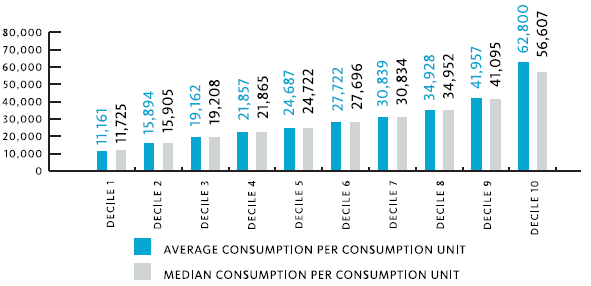 80,000
70,000
60,000
50,000
40,000
30,000
20,000
10,000
0
11,161
11,725
15,894
15,905
19,162
19,208
21,857
21,865
24,687
24,722
27,722
27,696
30,839
30,834
34,928
34,952
41,957
41,095
62,800
56,607
DECILE 1
DECILE 2
DECILE 3
DECILE 4
DECILE 5
DECILE 6
DECILE 7
DECILE 8
DECILE 9
DECILE 10
AVERAGE CONSUMPTION PER CONSUMPTION UNIT
MEDIAN CONSUMPTION PER CONSUMPTION UNIT